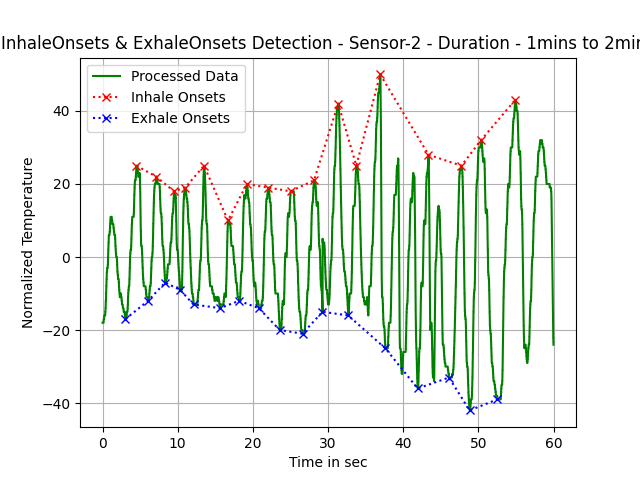 InhaleOnsets & ExhaleOnsets Detection - Sensor-2 - Duration - 1mins to 2min
Processed Data
Inhale Onsets
Exhale Onsets
Normalized Temperature
40
20
0
−20
−40
0 10 20 30 40 50 60
Time in sec